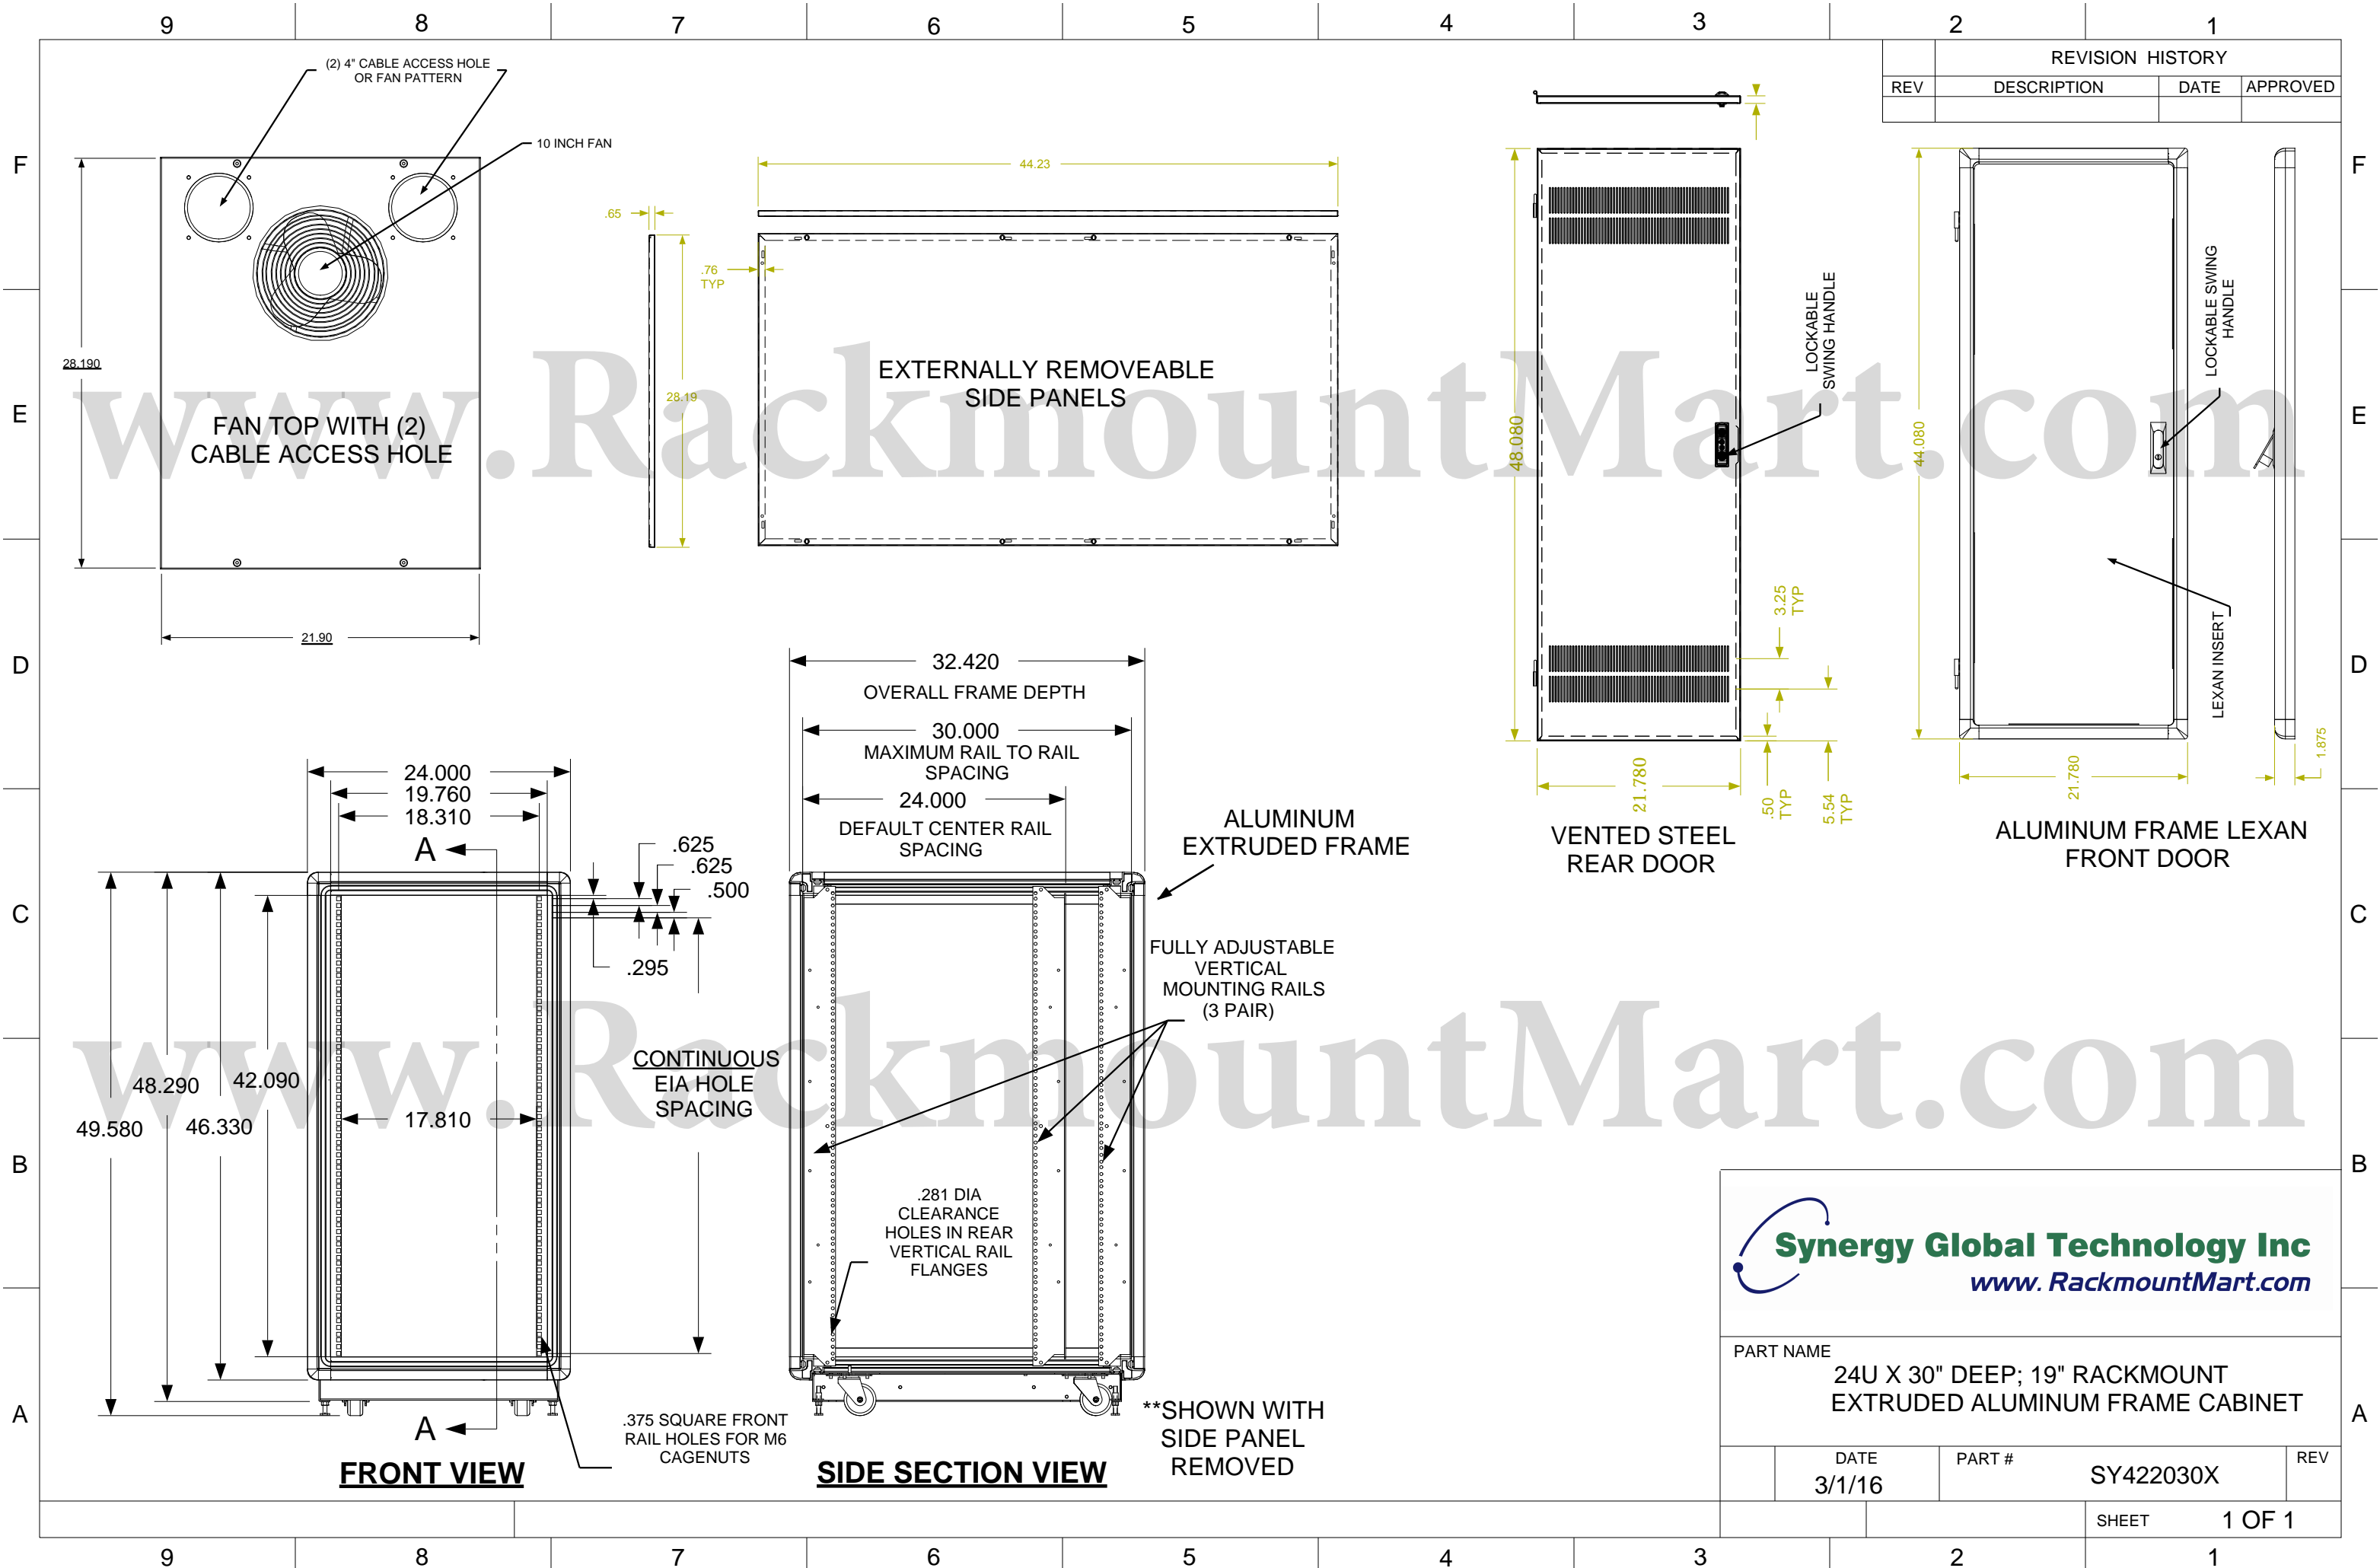 9 8 7 6 5 4 3 2 1
REVISION HISTORY
REV DESCRIPTION DATE APPROVED
F
F
E
E
D
D
C
C
B
B
A
A
(2) 4" CABLE ACCESS HOLE
OR FAN PATTERN
10 INCH FAN
28.190
FAN TOP WITH (2)
CABLE ACCESS HOLE
21.90
44.23
.65
.76
TYP
28.19
EXTERNALLY REMOVEABLE
SIDE PANELS
48.080
LOCKABLE
SWING HANDLE
3.25
TYP
21.780
.50
TYP
5.54
TYP
VENTED STEEL
REAR DOOR
44.080
LOCKABLE SWING
HANDLE
LEXAN INSERT
21.780
1.875
ALUMINUM FRAME LEXAN
FRONT DOOR
www.RackmountMart.com
24.000
19.760
18.310
A
.625
.625
.500
.295
49.580
48.290
46.330
42.090
17.810
CONTINUOUS
EIA HOLE
SPACING
A
.375 SQUARE FRONT
RAIL HOLES FOR M6
CAGENUTS
FRONT VIEW
32.420
OVERALL FRAME DEPTH
30.000
MAXIMUM RAIL TO RAIL
SPACING
24.000
DEFAULT CENTER RAIL
SPACING
ALUMINUM
EXTRUDED FRAME
FULLY ADJUSTABLE
VERTICAL
MOUNTING RAILS
(3 PAIR)
.281 DIA
CLEARANCE
HOLES IN REAR
VERTICAL RAIL
FLANGES
**SHOWN WITH
SIDE PANEL
REMOVED
SIDE SECTION VIEW
www.RackmountMart.com
Synergy Global Technology Inc
www. RackmountMart.com
PART NAME
24U X 30" DEEP; 19" RACKMOUNT
EXTRUDED ALUMINUM FRAME CABINET
DATE
3/1/16
PART #
SY422030X
REV
SHEET 1 OF 1
9 8 7 6 5 4 3 2 1